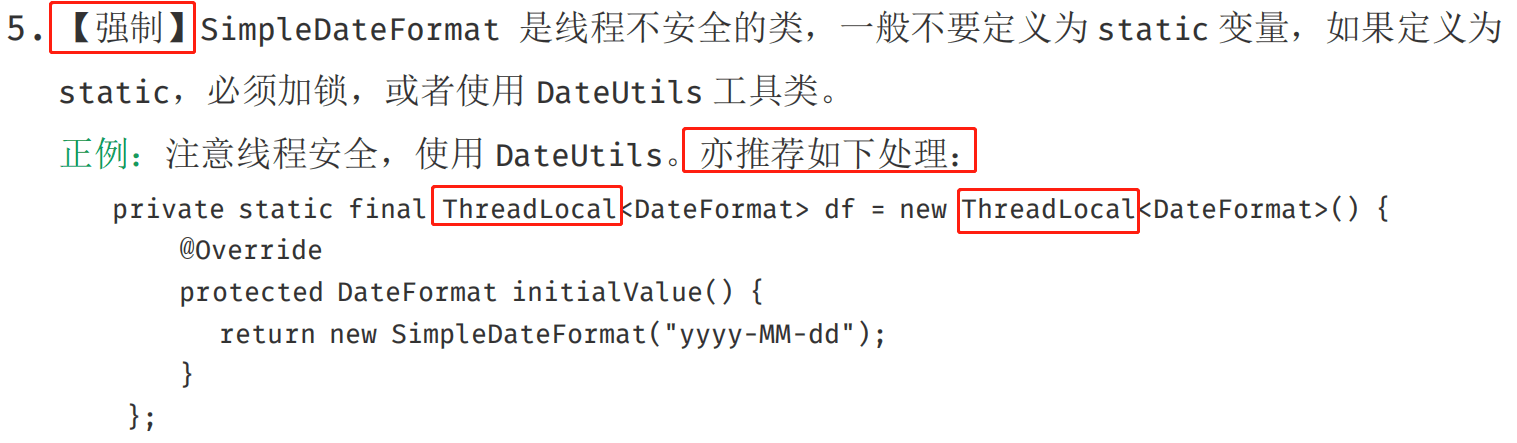 5.【强制】SimpleDateFormat 是线程不安全的类，一般不要定义为 static 变量，如果定义为
static，必须加锁，或者使用 DateUtils 工具类。
正例：注意线程安全，使用 DateUtils。亦推荐如下处理：
private static final ThreadLocal<DateFormat> df = new ThreadLocal<DateFormat>() {
@Override
protected DateFormat initialValue() {
return new SimpleDateFormat("yyyy-MM-dd");
}
};